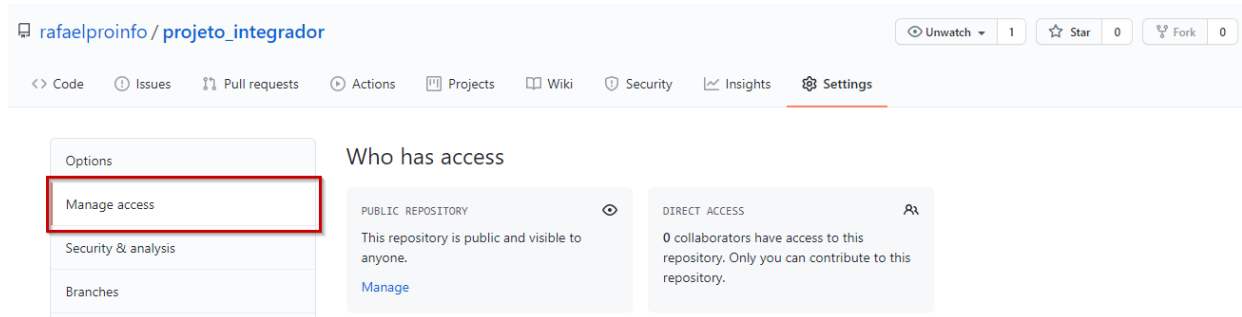 rafaelproinfo / projeto_integrador
Unwatch 1 Star 0 Fork 0
<> Code Issues Pull requests Actions Projects Wiki Security Insights Settings
Options
Manage access
Security & analysis
Branches
Who has access
PUBLIC REPOSITORY
This repository is public and visible to
anyone.
Manage
DIRECT ACCESS
0 collaborators have access to this
repository. Only you can contribute to this
repository.